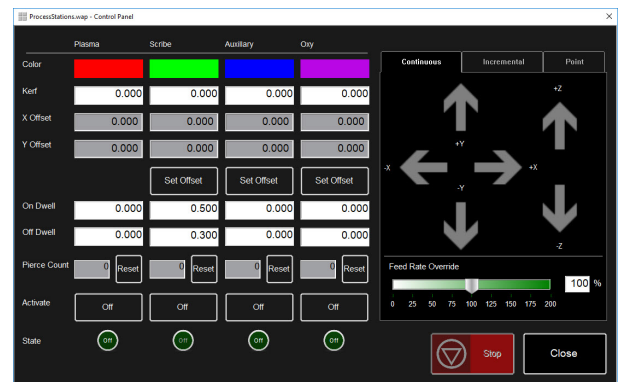 ProcessStations.wap - Control Panel
Plasma Scribe Auxillary Oxy
Color
Kerf 0.000 0.000 0.000 0.000
X Offset 0.000 0.000 0.000 0.000
Y Offset 0.000 0.000 0.000 0.000
Set Offset Set Offset Set Offset
On Dwell 0.000 0.500 0.000 0.000
Off Dwell 0.000 0.300 0.000 0.000
Pierce Count 0 Reset 0 Reset 0 Reset 0 Reset
Activate Off Off Off Off
State Off Off Off Off
Continuous Incremental Point
+Z
+Y
-X +X
-Y
-Z
Feed Rate Override
100 %
0 25 50 75 100 125 150 175 200
Stop Close